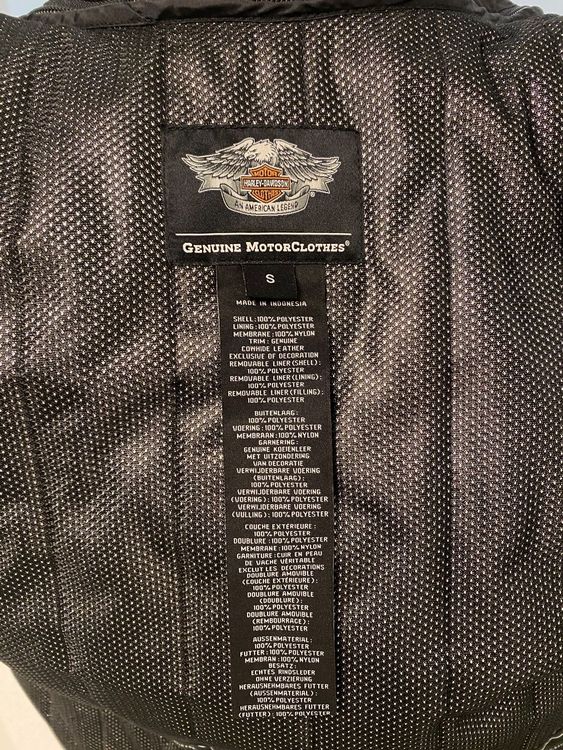 MOTOR
HARLEY-DAVIDSON
CLOTHES
AN AMERICAN LEGEND
GENUINE MOTORCLOTHES®
S
MADE IN INDONESIA
SHELL:100% POLYESTER
LINING:100% POLYESTER
MEMBRANE:100% NYLON
TRIM: GENUINE
COWHIDE LEATHER
EXCLUSIVE OF DECORATION
REMOVABLE LINER(SHELL):
100% POLYESTER
REMOVABLE LINER(LINING):
100% POLYESTER
REMOVABLE LINER(FILLING):
100% POLYESTER
BUITENLAAG:
100% POLYESTER
VOERING:100% POLYESTER
MEMBRAAN:100% NYLON
GARNERING:
GENUINE KOEIENLEER
MET UITZONDERING
VAN DECORATIE
VERWIJDERBARE VOERING
(BUITENLAAG):
100% POLYESTER
VERWIJDERBARE VOERING
(VOERING):100% POLYESTER
VERWIJDERBARE VOERING
(VULLING):100% POLYESTER
COUCHE EXTÉRIEURE:
100% POLYESTER
DOUBLURE:100% POLYESTER
MEMBRANE:100% NYLON
GARNITURE:CUIR EN PEAU
DE VACHE VÉRITABLE
EXCLUT LES DÉCORATIONS
DOUBLURE AMOVIBLE
(COUCHE EXTÉRIEURE):
100% POLYESTER
DOUBLURE AMOVIBLE
(DOUBLURE):
100% POLYESTER
DOUBLURE AMOVIBLE
(REMBOURRAGE):
100% POLYESTER
AUSSENMATERIAL:
100% POLYESTER
FUTTER:100% POLYESTER
MEMBRAN:100% NYLON
BESATZ:
ECHTES RINDSLEDER
OHNE VERZIERUNG
HERAUSNEHMBARES FUTTER
(AUSSENMATERIAL):
100% POLYESTER
HERAUSNEHMBARES FUTTER
(FUTTER):100% POLYESTER